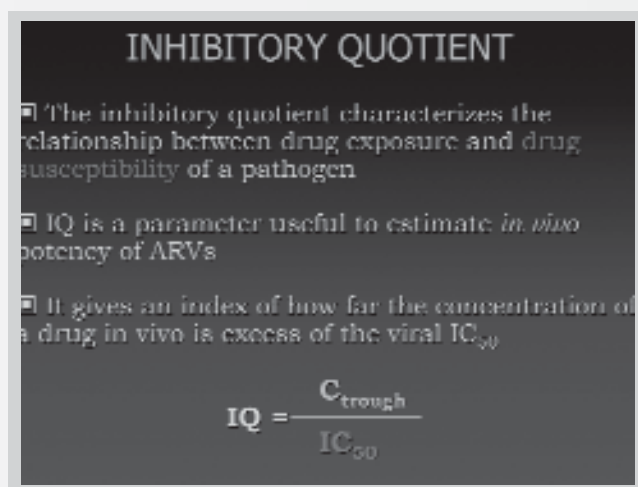 INHIBITORY QUOTIENT
▣ The inhibitory quotient characterizes the
relationship between drug exposure and drug
susceptibility of a pathogen
▣ IQ is a parameter useful to estimate in vivo
potency of ARVs
▣ It gives an index of how far the concentration of
a drug in vivo is excess of the viral IC50
IQ = Ctrough
IC50